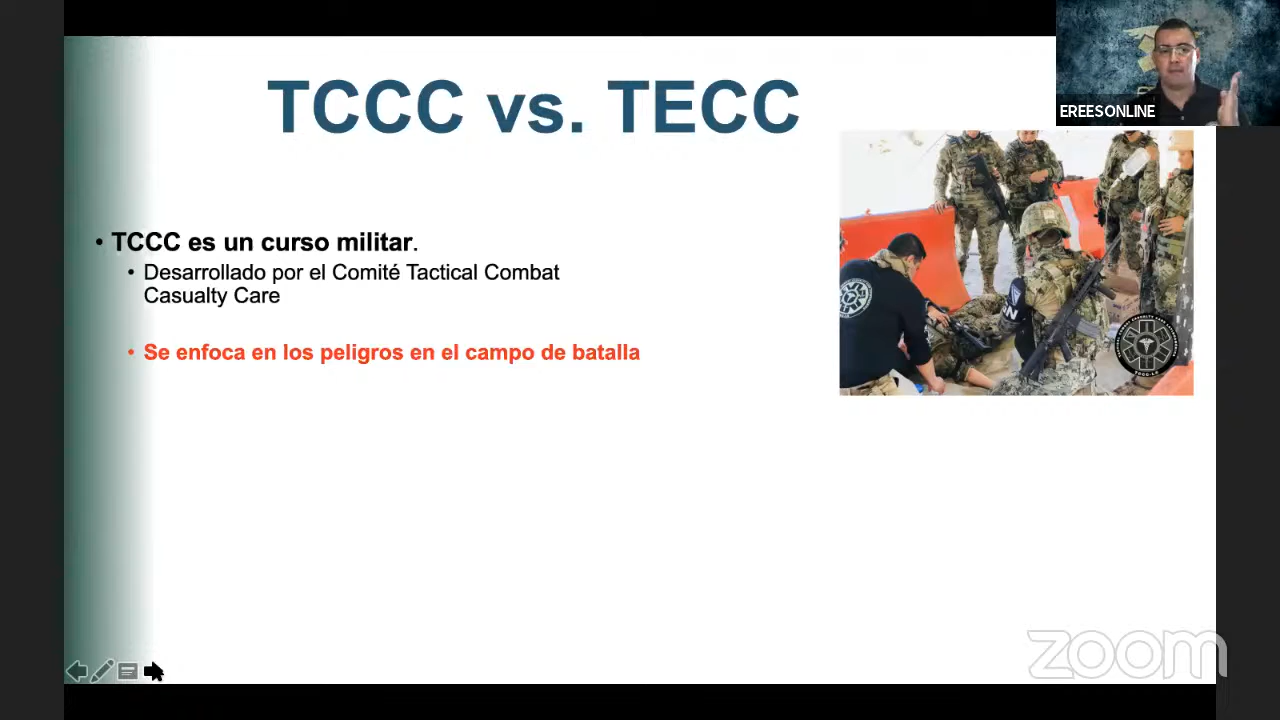 TCCC vs. TECC
EREESONLINE
• TCCC es un curso militar.
• Desarrollado por el Comité Tactical Combat
Casualty Care
• Se enfoca en los peligros en el campo de batalla
zoom